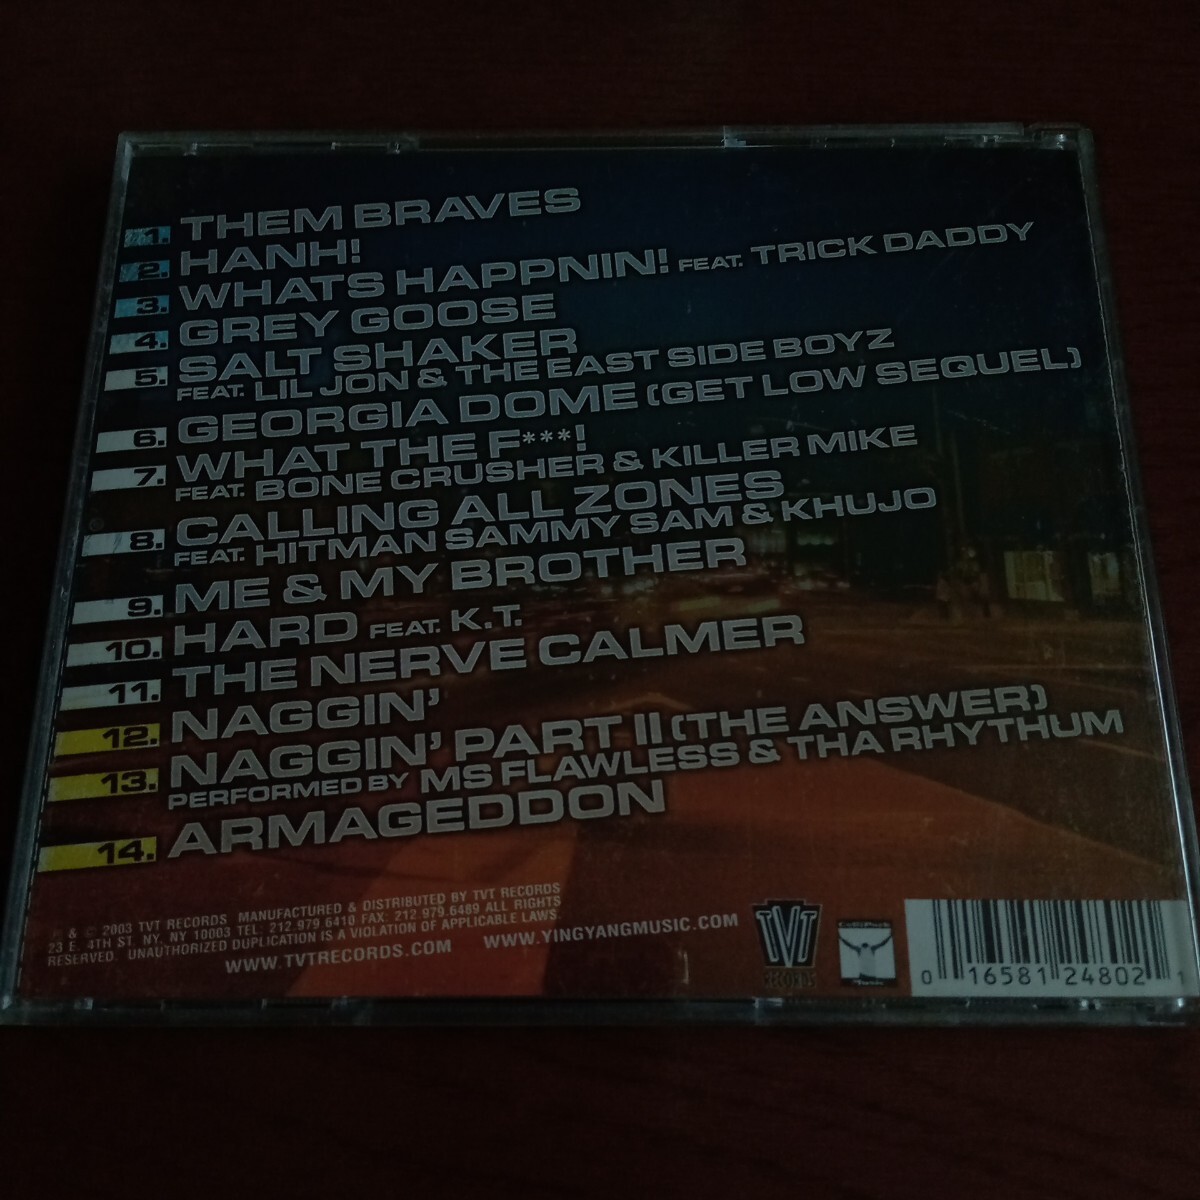 1. THEM BRAVES
2. HANH!
3. WHATS HAPPNIN! FEAT. TRICK DADDY
4. GREY GOOSE
5. SALT SHAKER
FEAT. LIL JON & THE EAST SIDE BOYZ
6. GEORGIA DOME (GET LOW SEQUEL)
7. WHAT THE F***!
FEAT. BONE CRUSHER & KILLER MIKE
8. CALLING ALL ZONES
FEAT. HITMAN SAMMY SAM & KHUJO
9. ME & MY BROTHER
10. HARD FEAT. K.T.
11. THE NERVE CALMER
12. NAGGIN'
13. NAGGIN' PART II (THE ANSWER)
PERFORMED BY MS FLAWLESS & THA RHYTHUM
14. ARMAGEDDON
℗ & © 2003 TVT RECORDS MANUFACTURED & DISTRIBUTED BY TVT RECORDS
23 E. 4TH ST. NY, NY 10003 TEL: 212.979.6410 FAX: 212.979.6489 ALL RIGHTS
RESERVED. UNAUTHORIZED DUPLICATION IS A VIOLATION OF APPLICABLE LAWS.
WWW.TVTRECORDS.COM WWW.YINGYANGMUSIC.COM
TVT
RECORDS
0 16581 24802 1